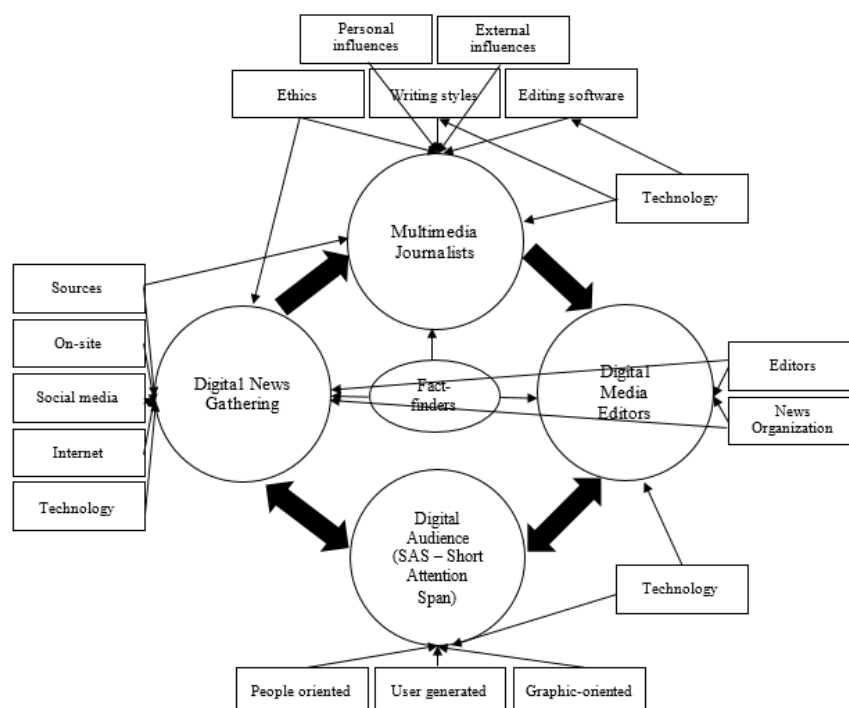 Personal
influences
External
influences
Ethics
Writing styles
Editing software
Technology
Multimedia
Journalists
Sources
On-site
Social media
Internet
Technology
Digital News
Gathering
Fact-
finders
Digital
Media
Editors
Editors
News
Organization
Digital
Audience
(SAS – Short
Attention
Span)
Technology
People oriented
User generated
Graphic-oriented